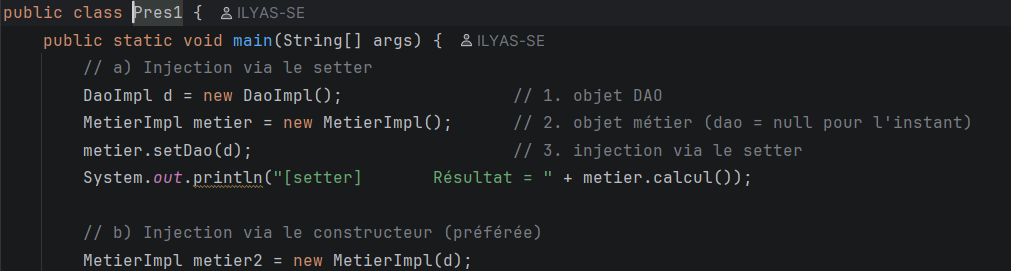 public class Pres1 { ILYAS-SE
public static void main(String[] args) { ILYAS-SE
// a) Injection via le setter
DaoImpl d = new DaoImpl(); // 1. objet DAO
MetierImpl metier = new MetierImpl(); // 2. objet métier (dao = null pour l'instant)
metier.setDao(d); // 3. injection via le setter
System.out.println("[setter]       Résultat = " + metier.calcul());
// b) Injection via le constructeur (préférée)
MetierImpl metier2 = new MetierImpl(d);